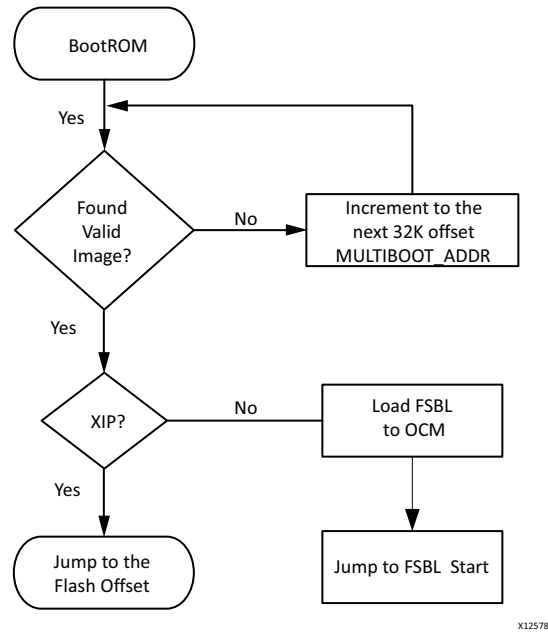 BootROM
Yes
Found
Valid
Image?
No
Increment to the
next 32K offset
MULTIBOOT_ADDR
Yes
XIP?
No
Load FSBL
to OCM
Yes
Jump to the
Flash Offset
Jump to FSBL Start
X12578